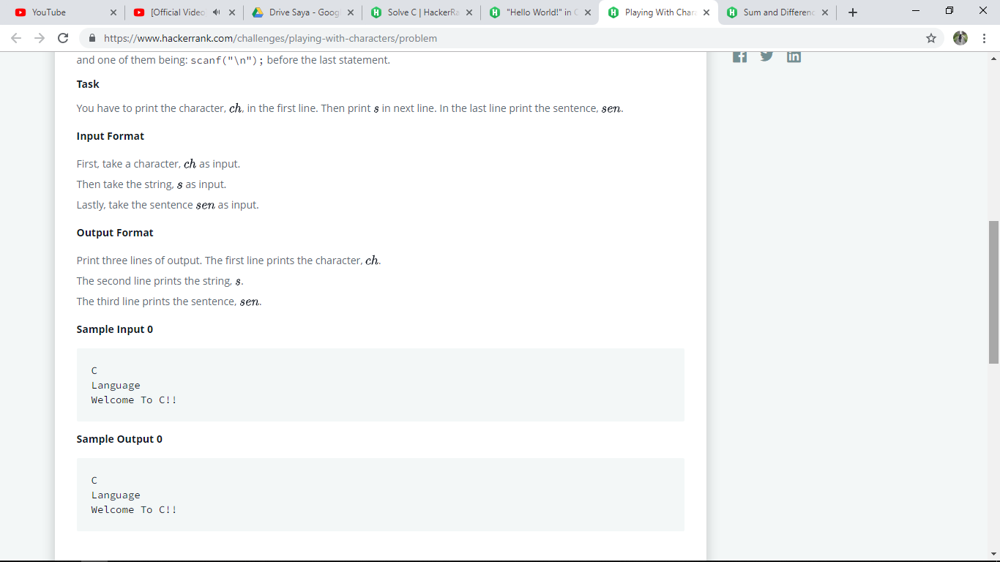 YouTube
[Official Video
Drive Saya - Goog
Solve C | HackerRa
"Hello World!" in C
Playing With Chara
Sum and Differenc
https://www.hackerrank.com/challenges/playing-with-characters/problem
and one of them being: scanf("\n"); before the last statement.
Task
You have to print the character, ch, in the first line. Then print s in next line. In the last line print the sentence, sen.
Input Format
First, take a character, ch as input.
Then take the string, s as input.
Lastly, take the sentence sen as input.
Output Format
Print three lines of output. The first line prints the character, ch.
The second line prints the string, s.
The third line prints the sentence, sen.
Sample Input 0
C
Language
Welcome To C!!
Sample Output 0
C
Language
Welcome To C!!